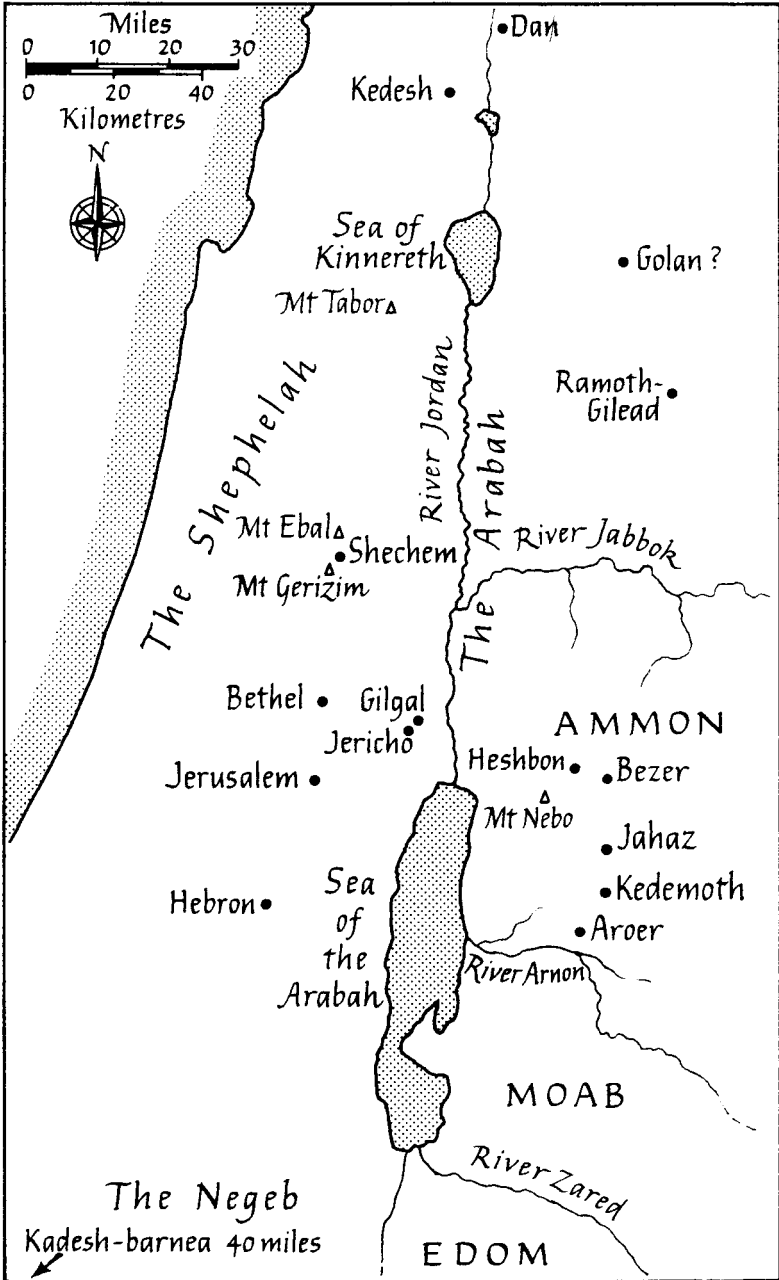 Miles
0 10 20 30
0 20 40
Kilometres
N
Dan
Kedesh
Sea of
Kinnereth
Golan ?
Mt Tabor
Ramoth-
Gilead
River Jordan
The Arabah
The Shephelah
Mt Ebal
Shechem
Mt Gerizim
River Jabbok
Bethel
Gilgal
Jericho
AMMON
Heshbon
Bezer
Jerusalem
Mt Nebo
Jahaz
Kedemoth
Hebron
Sea
of
the
Arabah
Aroer
River Arnon
MOAB
River Zared
The Negeb
Kadesh-barnea 40 miles
EDOM